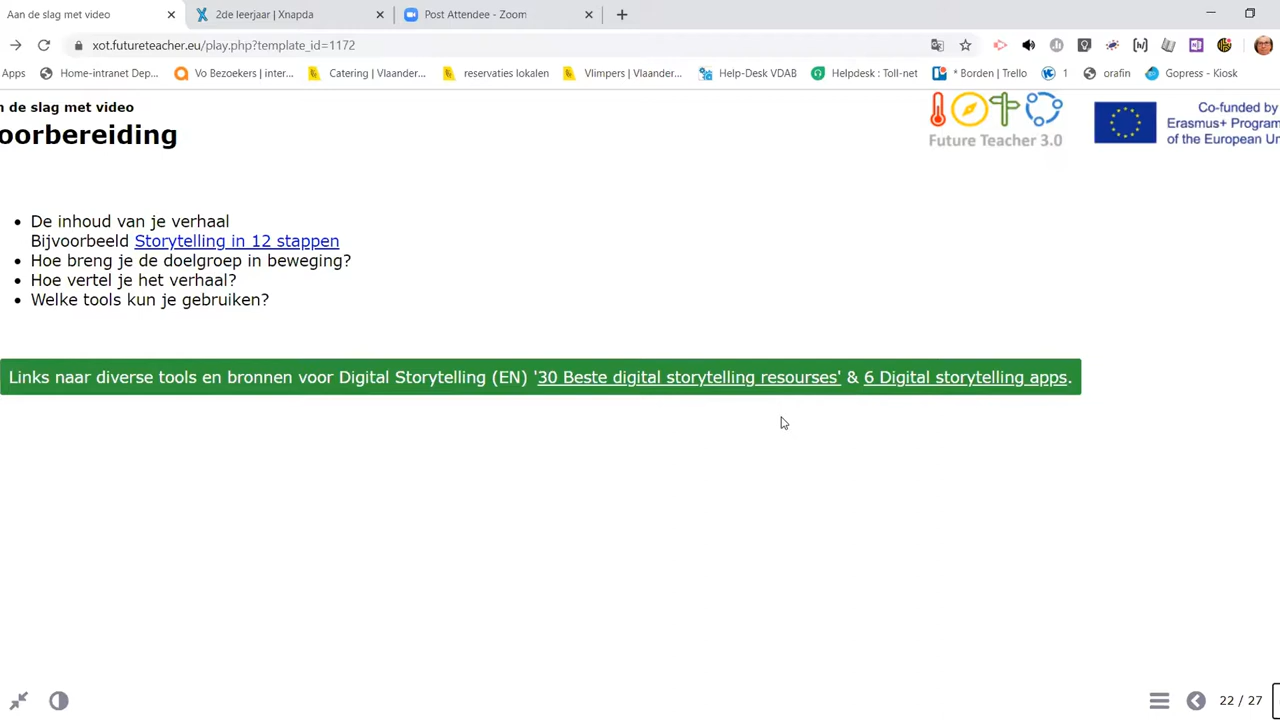 Aan de slag met video
2de leerjaar | Xnapda
Post Attendee - Zoom
xot.futureteacher.eu/play.php?template_id=1172
Apps
Home-intranet Dep...
Vo Bezoekers | inter...
Catering | Vlaander...
reservaties lokalen
Vlimpers | Vlaander...
Help-Desk VDAB
Helpdesk : Toll-net
* Borden | Trello
1
orafin
Gopress - Kiosk
n de slag met video
oorbereiding
Future Teacher 3.0
Co-funded by
Erasmus+ Program
of the European Un
• De inhoud van je verhaal
Bijvoorbeeld Storytelling in 12 stappen
• Hoe breng je de doelgroep in beweging?
• Hoe vertel je het verhaal?
• Welke tools kun je gebruiken?
Links naar diverse tools en bronnen voor Digital Storytelling (EN) '30 Beste digital storytelling resourses' & 6 Digital storytelling apps.
22 / 27